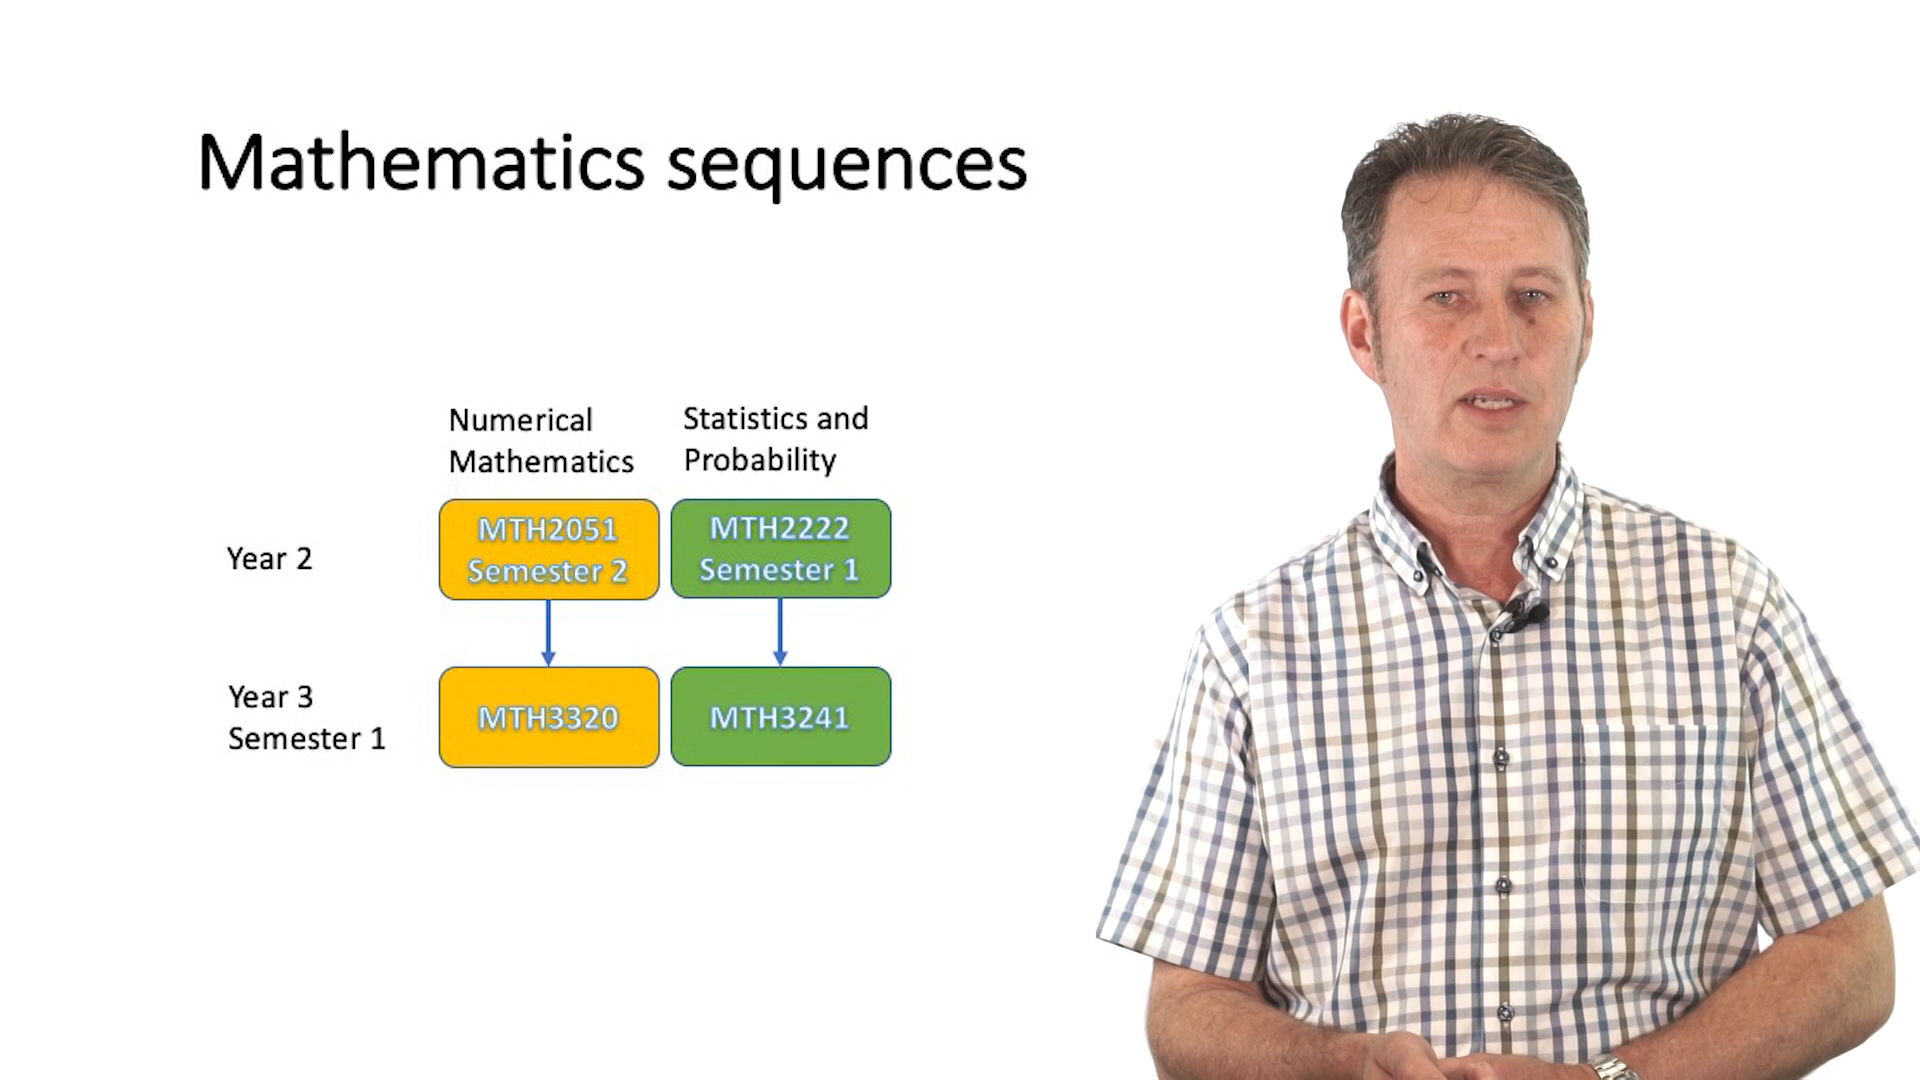 Mathematics sequences
Numerical
Mathematics
Statistics and
Probability
Year 2
MTH2051
Semester 2
MTH2222
Semester 1
Year 3
Semester 1
MTH3320
MTH3241